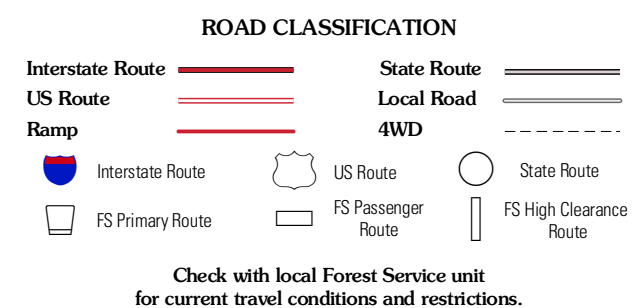 ROAD CLASSIFICATION
Interstate Route
State Route
US Route
Local Road
Ramp
4WD
Interstate Route
US Route
State Route
FS Primary Route
FS Passenger
Route
FS High Clearance
Route
Check with local Forest Service unit
for current travel conditions and restrictions.